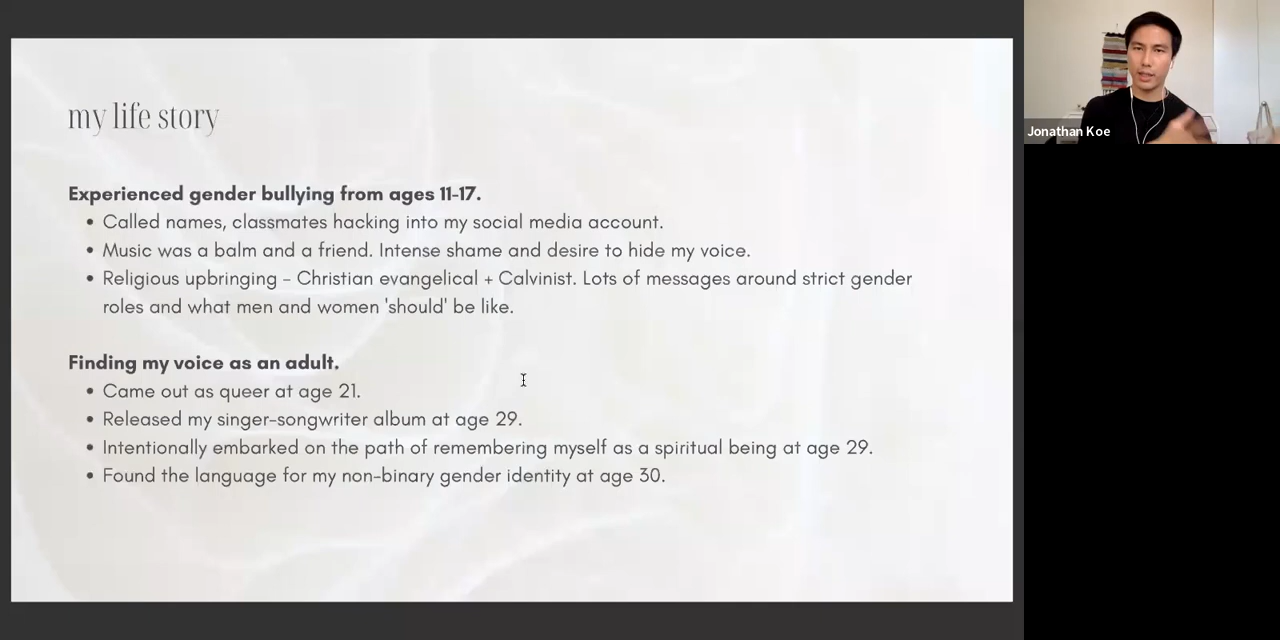 my life story
Experienced gender bullying from ages 11-17.
• Called names, classmates hacking into my social media account.
• Music was a balm and a friend. Intense shame and desire to hide my voice.
• Religious upbringing - Christian evangelical + Calvinist. Lots of messages around strict gender
roles and what men and women 'should' be like.
Finding my voice as an adult.
• Came out as queer at age 21.
• Released my singer-songwriter album at age 29.
• Intentionally embarked on the path of remembering myself as a spiritual being at age 29.
• Found the language for my non-binary gender identity at age 30.
Jonathan Koe